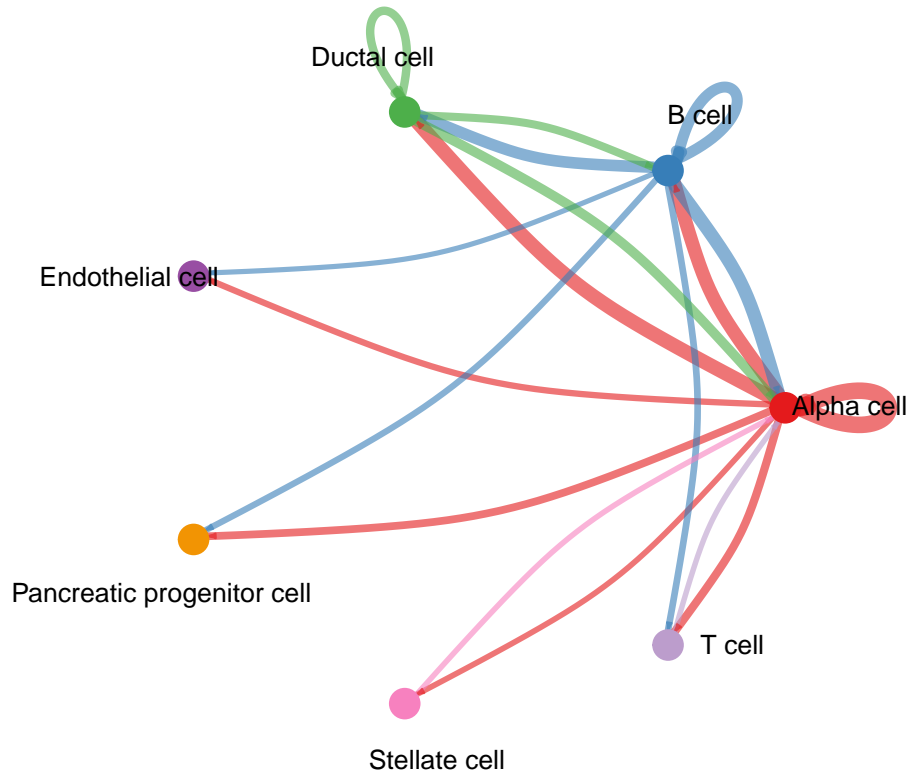 Ductal cell
B cell
Endothelial cell
Alpha cell
Pancreatic progenitor cell
T cell
Stellate cell